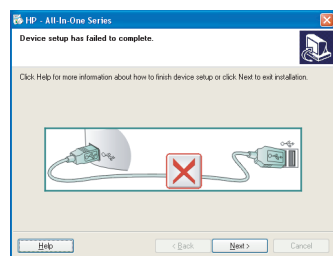 HP - All-In-One Series
Device setup has failed to complete.
Click Help for more information about how to finish device setup or click Next to exit installation.
Help
< Back
Next >
Cancel